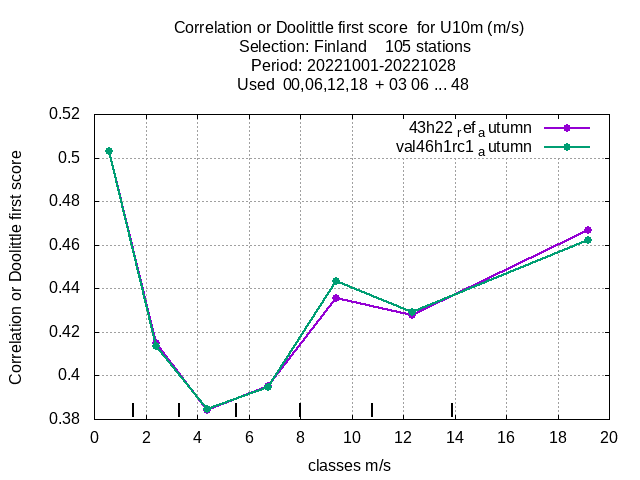 Correlation or Doolittle first score  for U10m (m/s)
Selection: Finland    105 stations
Period: 20221001-20221028
Used  00,06,12,18  + 03 06 ... 48
43h22 ref a utumn
val46h1rc1 a utumn
Correlation or Doolittle first score
0.52
0.5
0.48
0.46
0.44
0.42
0.4
0.38
0 2 4 6 8 10 12 14 16 18 20
classes m/s